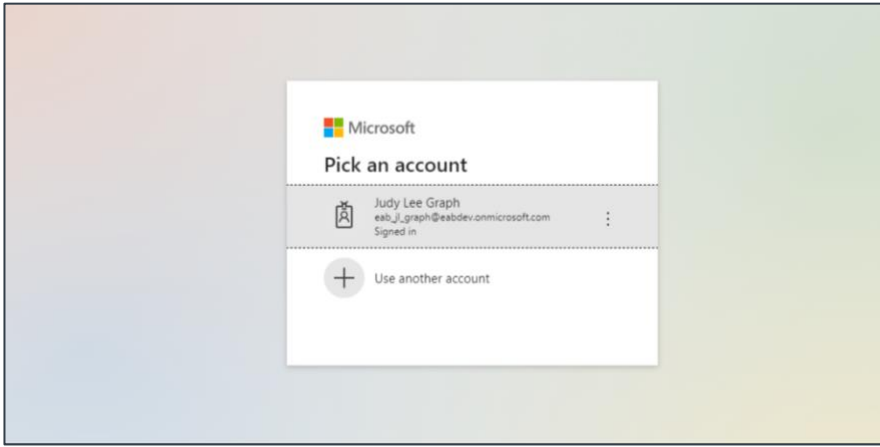 Microsoft
Pick an account
Judy Lee Graph
eab_jl_graph@eabdev.onmicrosoft.com
Signed in
Use another account